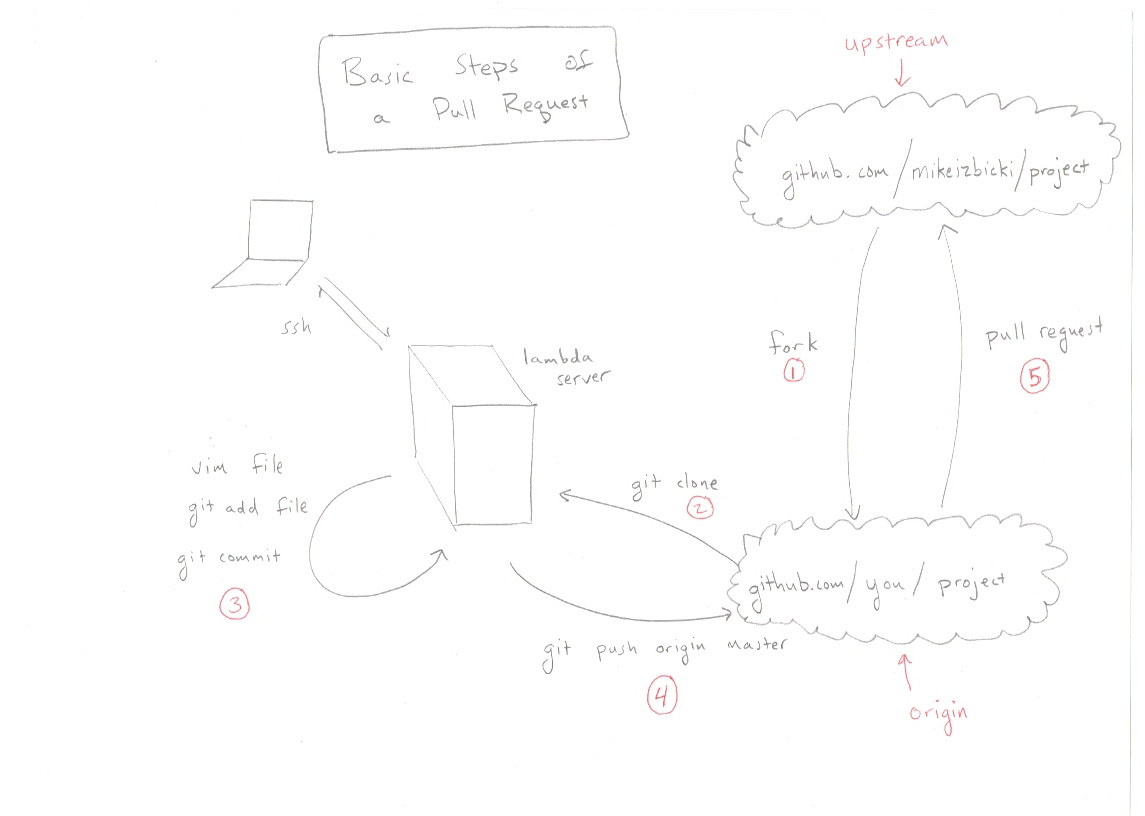 Basic Steps of
a Pull Request
upstream
github.com/mikeizbicki/project
ssh
lambda
server
fork
1
pull request
5
vim file
git add file
git commit
3
git clone
2
github.com/you/project
git push origin master
4
origin